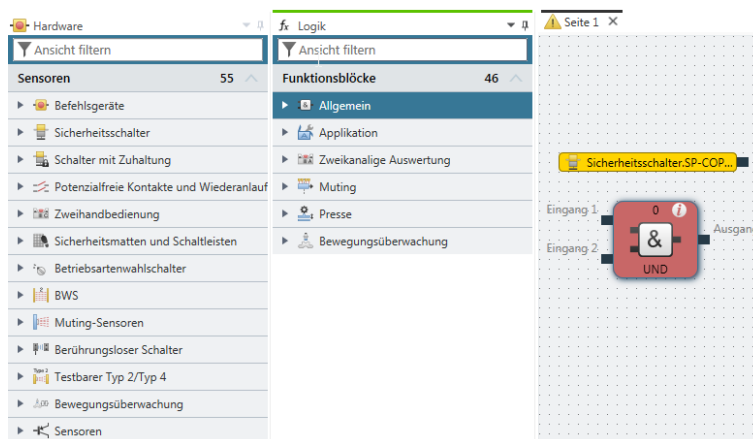 Hardware
Ansicht filtern
Sensoren 55
Befehlsgeräte
Sicherheitsschalter
Schalter mit Zuhaltung
Potenzialfreie Kontakte und Wiederanlauf
Zweihandbedienung
Sicherheitsmatten und Schaltleisten
Betriebsartenwahlschalter
BWS
Muting-Sensoren
Berührungsloser Schalter
Testbarer Typ 2/Typ 4
Bewegungsüberwachung
Sensoren
fx Logik
Ansicht filtern
Funktionsblöcke 46
& Allgemein
Applikation
Zweikanalige Auswertung
Muting
Presse
Bewegungsüberwachung
Seite 1
Sicherheitsschalter.SP-COP...
Eingang 1
0 i
Ausgang
Eingang 2
&
UND